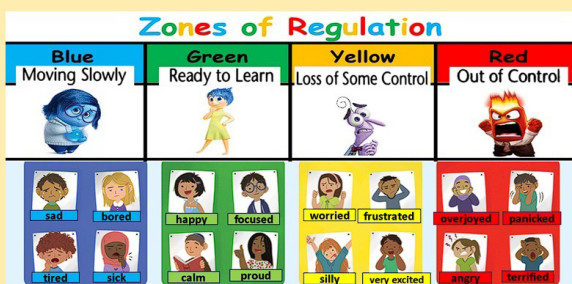 Zones of Regulation
Blue
Moving Slowly
Green
Ready to Learn
Yellow
Loss of Some Control
Red
Out of Control
sad
bored
happy
focused
worried
frustrated
overjoyed
panicked
tired
sick
calm
proud
silly
very excited
angry
terrified